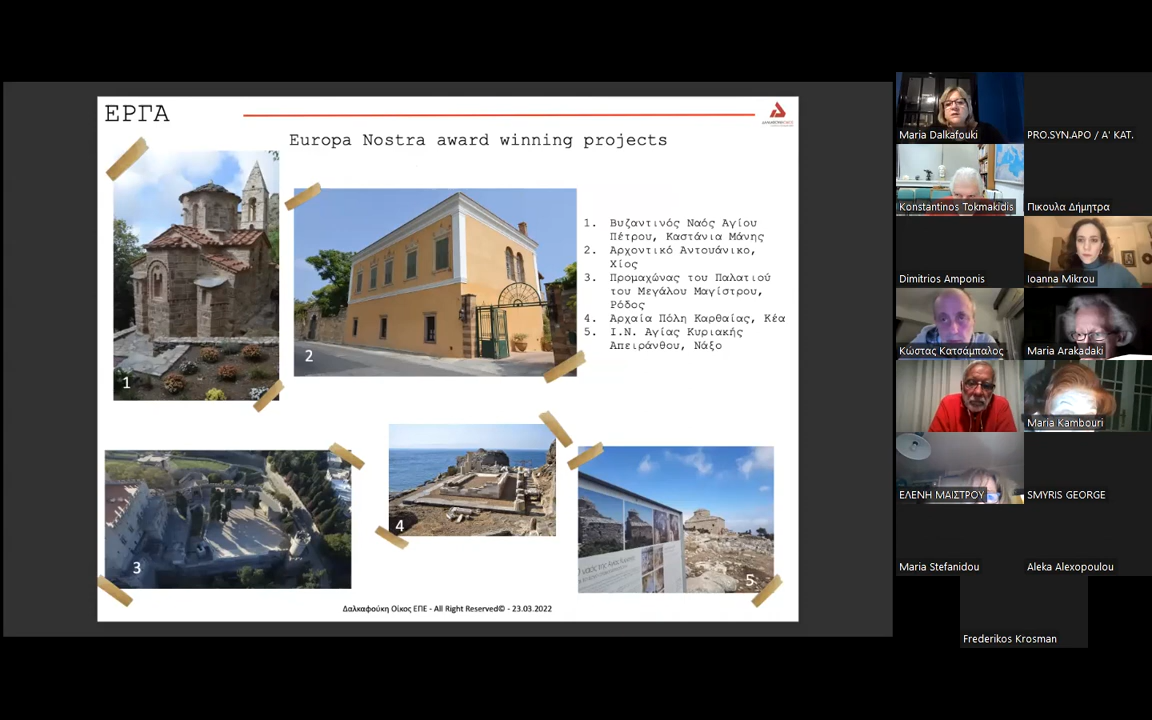 ΕΡΓΑ
Europa Nostra award winning projects
1. Βυζαντινός Ναός Αγίου
Πέτρου, Καστάνια Μάνης
2. Αρχοντικό Αντουάνικο,
Χίος
3. Προμαχώνας του Παλατιού
του Μεγάλου Μαγίστρου,
Ρόδος
4. Αρχαία Πόλη Καρθαίας, Κέα
5. Ι.Ν. Αγίας Κυριακής
Απειράνθου, Νάξο
1
2
3
4
5
Δαλκαφούκη Οίκος ΕΠΕ - All Right Reserved© - 23.03.2022
Maria Dalkafouki
PRO.SYN.APO / A' KAT.
Konstantinos Tokmakidis
Πικουλα Δήμητρα
Dimitrios Amponis
Ioanna Mikrou
Κώστας Κατσάμπαλος
Maria Arakadaki
Maria Kambouri
ΕΛΕΝΗ ΜΑΙΣΤΡΟΥ
SMYRIS GEORGE
Maria Stefanidou
Aleka Alexopoulou
Frederikos Krosman